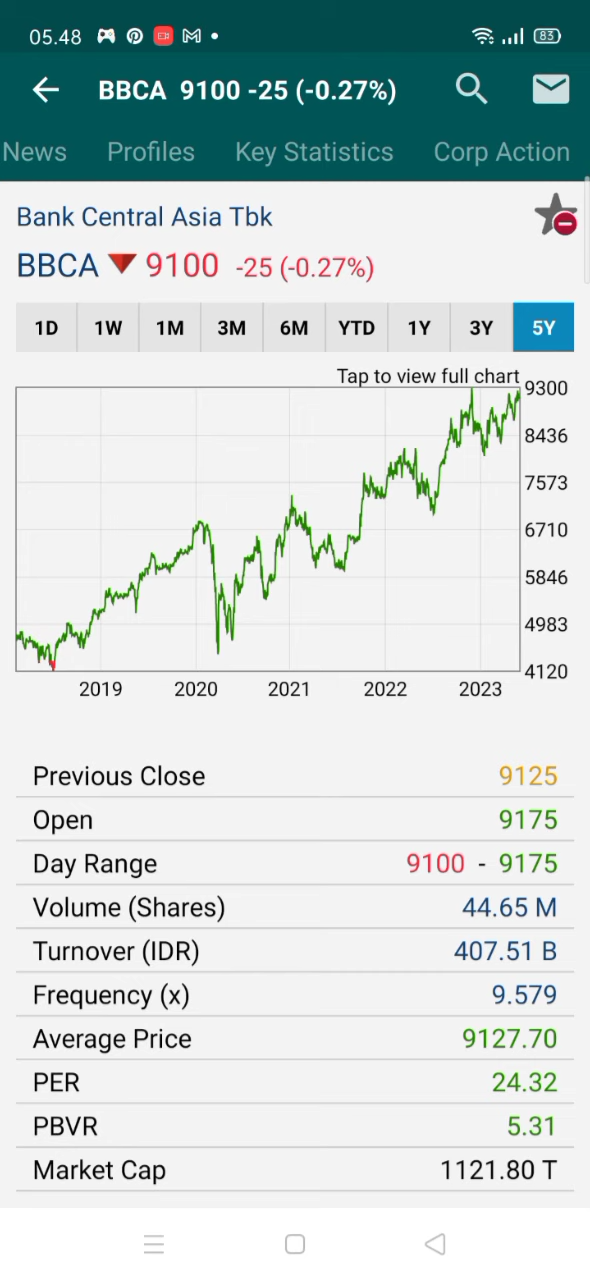 05.48 83
BBCA 9100 -25 (-0.27%)
News Profiles Key Statistics Corp Action
Bank Central Asia Tbk
BBCA 9100 -25 (-0.27%)
1D 1W 1M 3M 6M YTD 1Y 3Y 5Y
Tap to view full chart
9300
8436
7573
6710
5846
4983
4120
2019 2020 2021 2022 2023
Previous Close 9125
Open 9175
Day Range 9100 - 9175
Volume (Shares) 44.65 M
Turnover (IDR) 407.51 B
Frequency (x) 9.579
Average Price 9127.70
PER 24.32
PBVR 5.31
Market Cap 1121.80 T